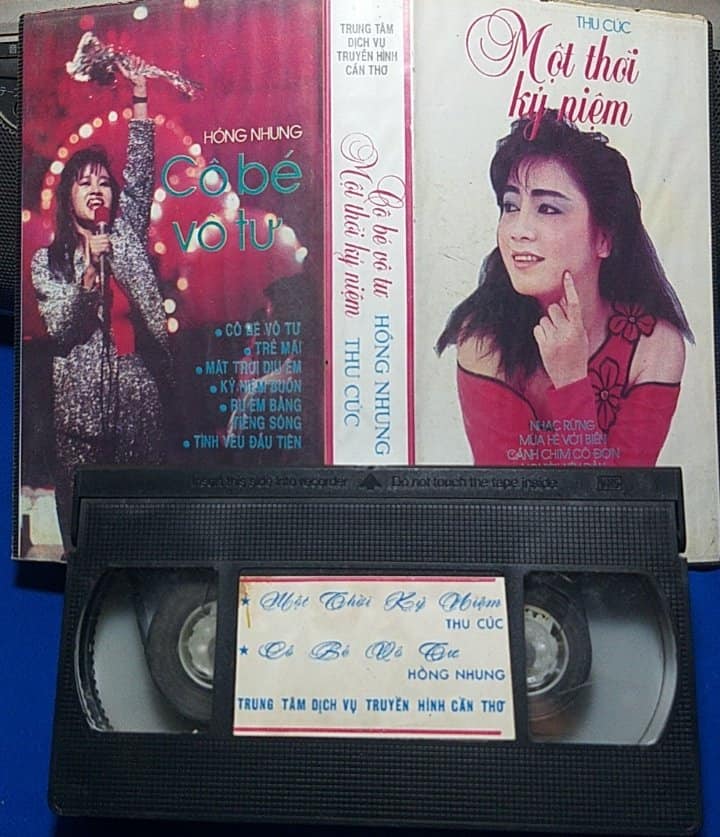 HỒNG NHUNG
Cô bé
vô tư
• CÔ BÉ VÔ TƯ
• TRẺ MÃI
• MẶT TRỜI DỊU ÊM
• KỶ NIỆM BUỒN
• RU EM BẰNG
TIẾNG SÓNG
• TÌNH YÊU ĐẦU TIÊN
TRUNG TÂM
DỊCH VỤ
TRUYỀN HÌNH
CẦN THƠ
Cô bé vô tư HỒNG NHUNG
Một thời kỷ niệm THU CÚC
THU CÚC
Một thời
kỷ niệm
NHẠC RỪNG
MÙA HÈ VỚI BIỂN
CÁNH CHIM CÔ ĐƠN
Insert this side into recorder ▲ Do not touch the tape inside
VHS
★ Một Thời Kỷ Niệm
THU CÚC
★ Cô Bé Vô Tư
HỒNG NHUNG
TRUNG TÂM DỊCH VỤ TRUYỀN HÌNH CẦN THƠ